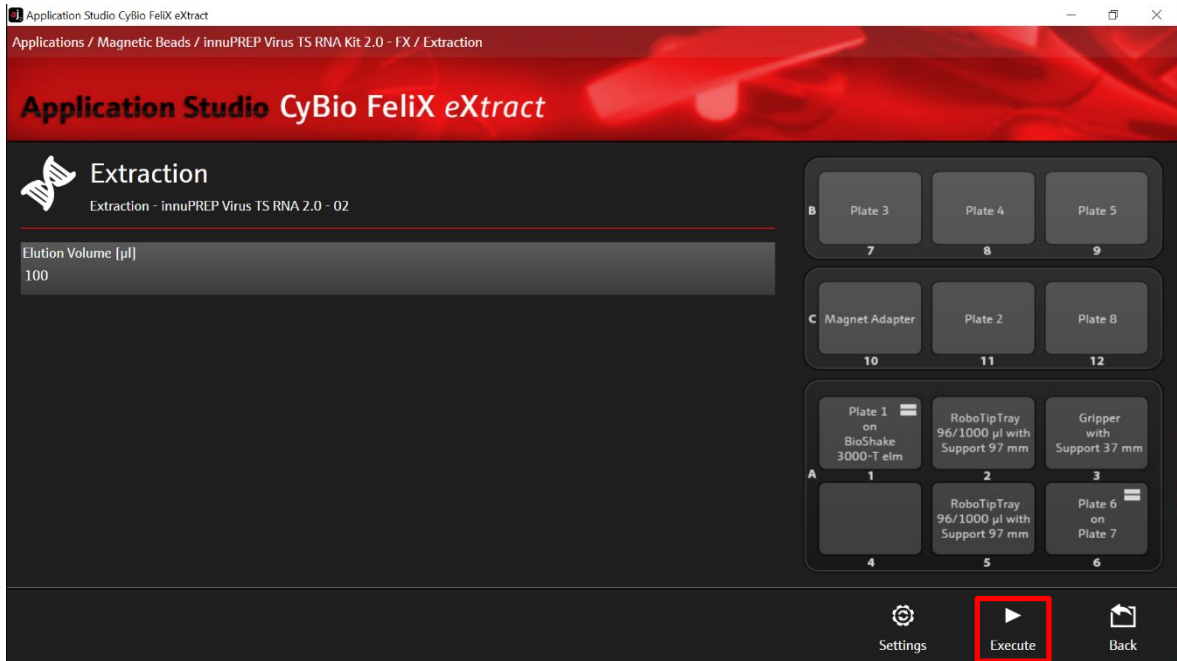 aj Application Studio CyBio FeliX eXtract
Applications / Magnetic Beads / innuPREP Virus TS RNA Kit 2.0 - FX / Extraction
Application Studio CyBio FeliX eXtract
Extraction
Extraction - innuPREP Virus TS RNA 2.0 - 02
Elution Volume [µl]
100
B
Plate 3
7
Plate 4
8
Plate 5
9
C
Magnet Adapter
10
Plate 2
11
Plate 8
12
A
Plate 1
on
BioShake
3000-T elm
1
RoboTipTray
96/1000 µl with
Support 97 mm
2
Gripper
with
Support 37 mm
3
4
RoboTipTray
96/1000 µl with
Support 97 mm
5
Plate 6
on
Plate 7
6
Settings
Execute
Back